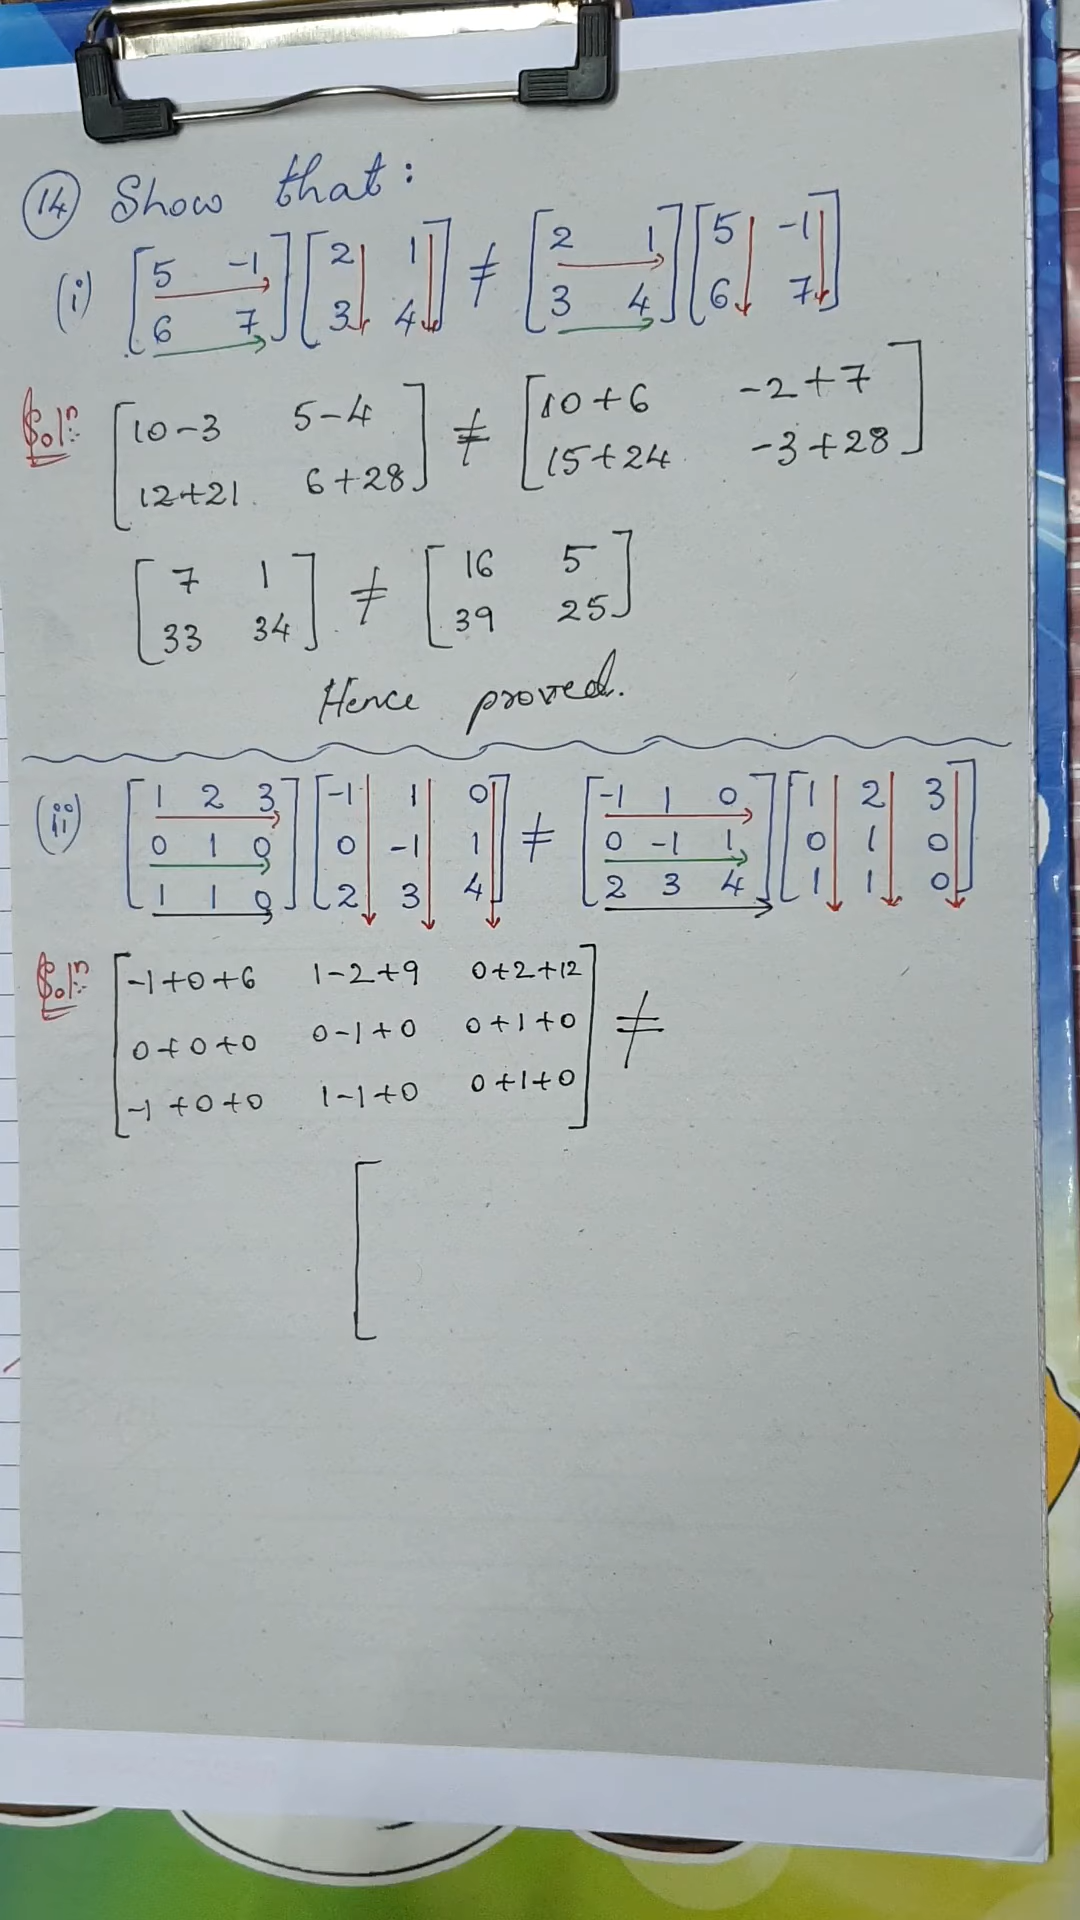 (14) Show that:
(i) [5 -1 [2 1 ≠ [2 1 [5 -1
6 7] 3 4] 3 4] 6 7]
Solⁿ: [10-3 5-4 ≠ [10+6 -2+7
12+21 6+28] 15+24 -3+28]
[7 1 ≠ [16 5
33 34] 39 25]
Hence proved.
(ii) [1 2 3 [-1 1 0 ≠ [-1 1 0 [1 2 3
0 1 0 0 -1 1 0 -1 1 0 1 0
1 1 0] 2 3 4] 2 3 4] 1 1 0]
Solⁿ: [-1+0+6 1-2+9 0+2+12 ≠
0+0+0 0-1+0 0+1+0
-1+0+0 1-1+0 0+1+0]
[